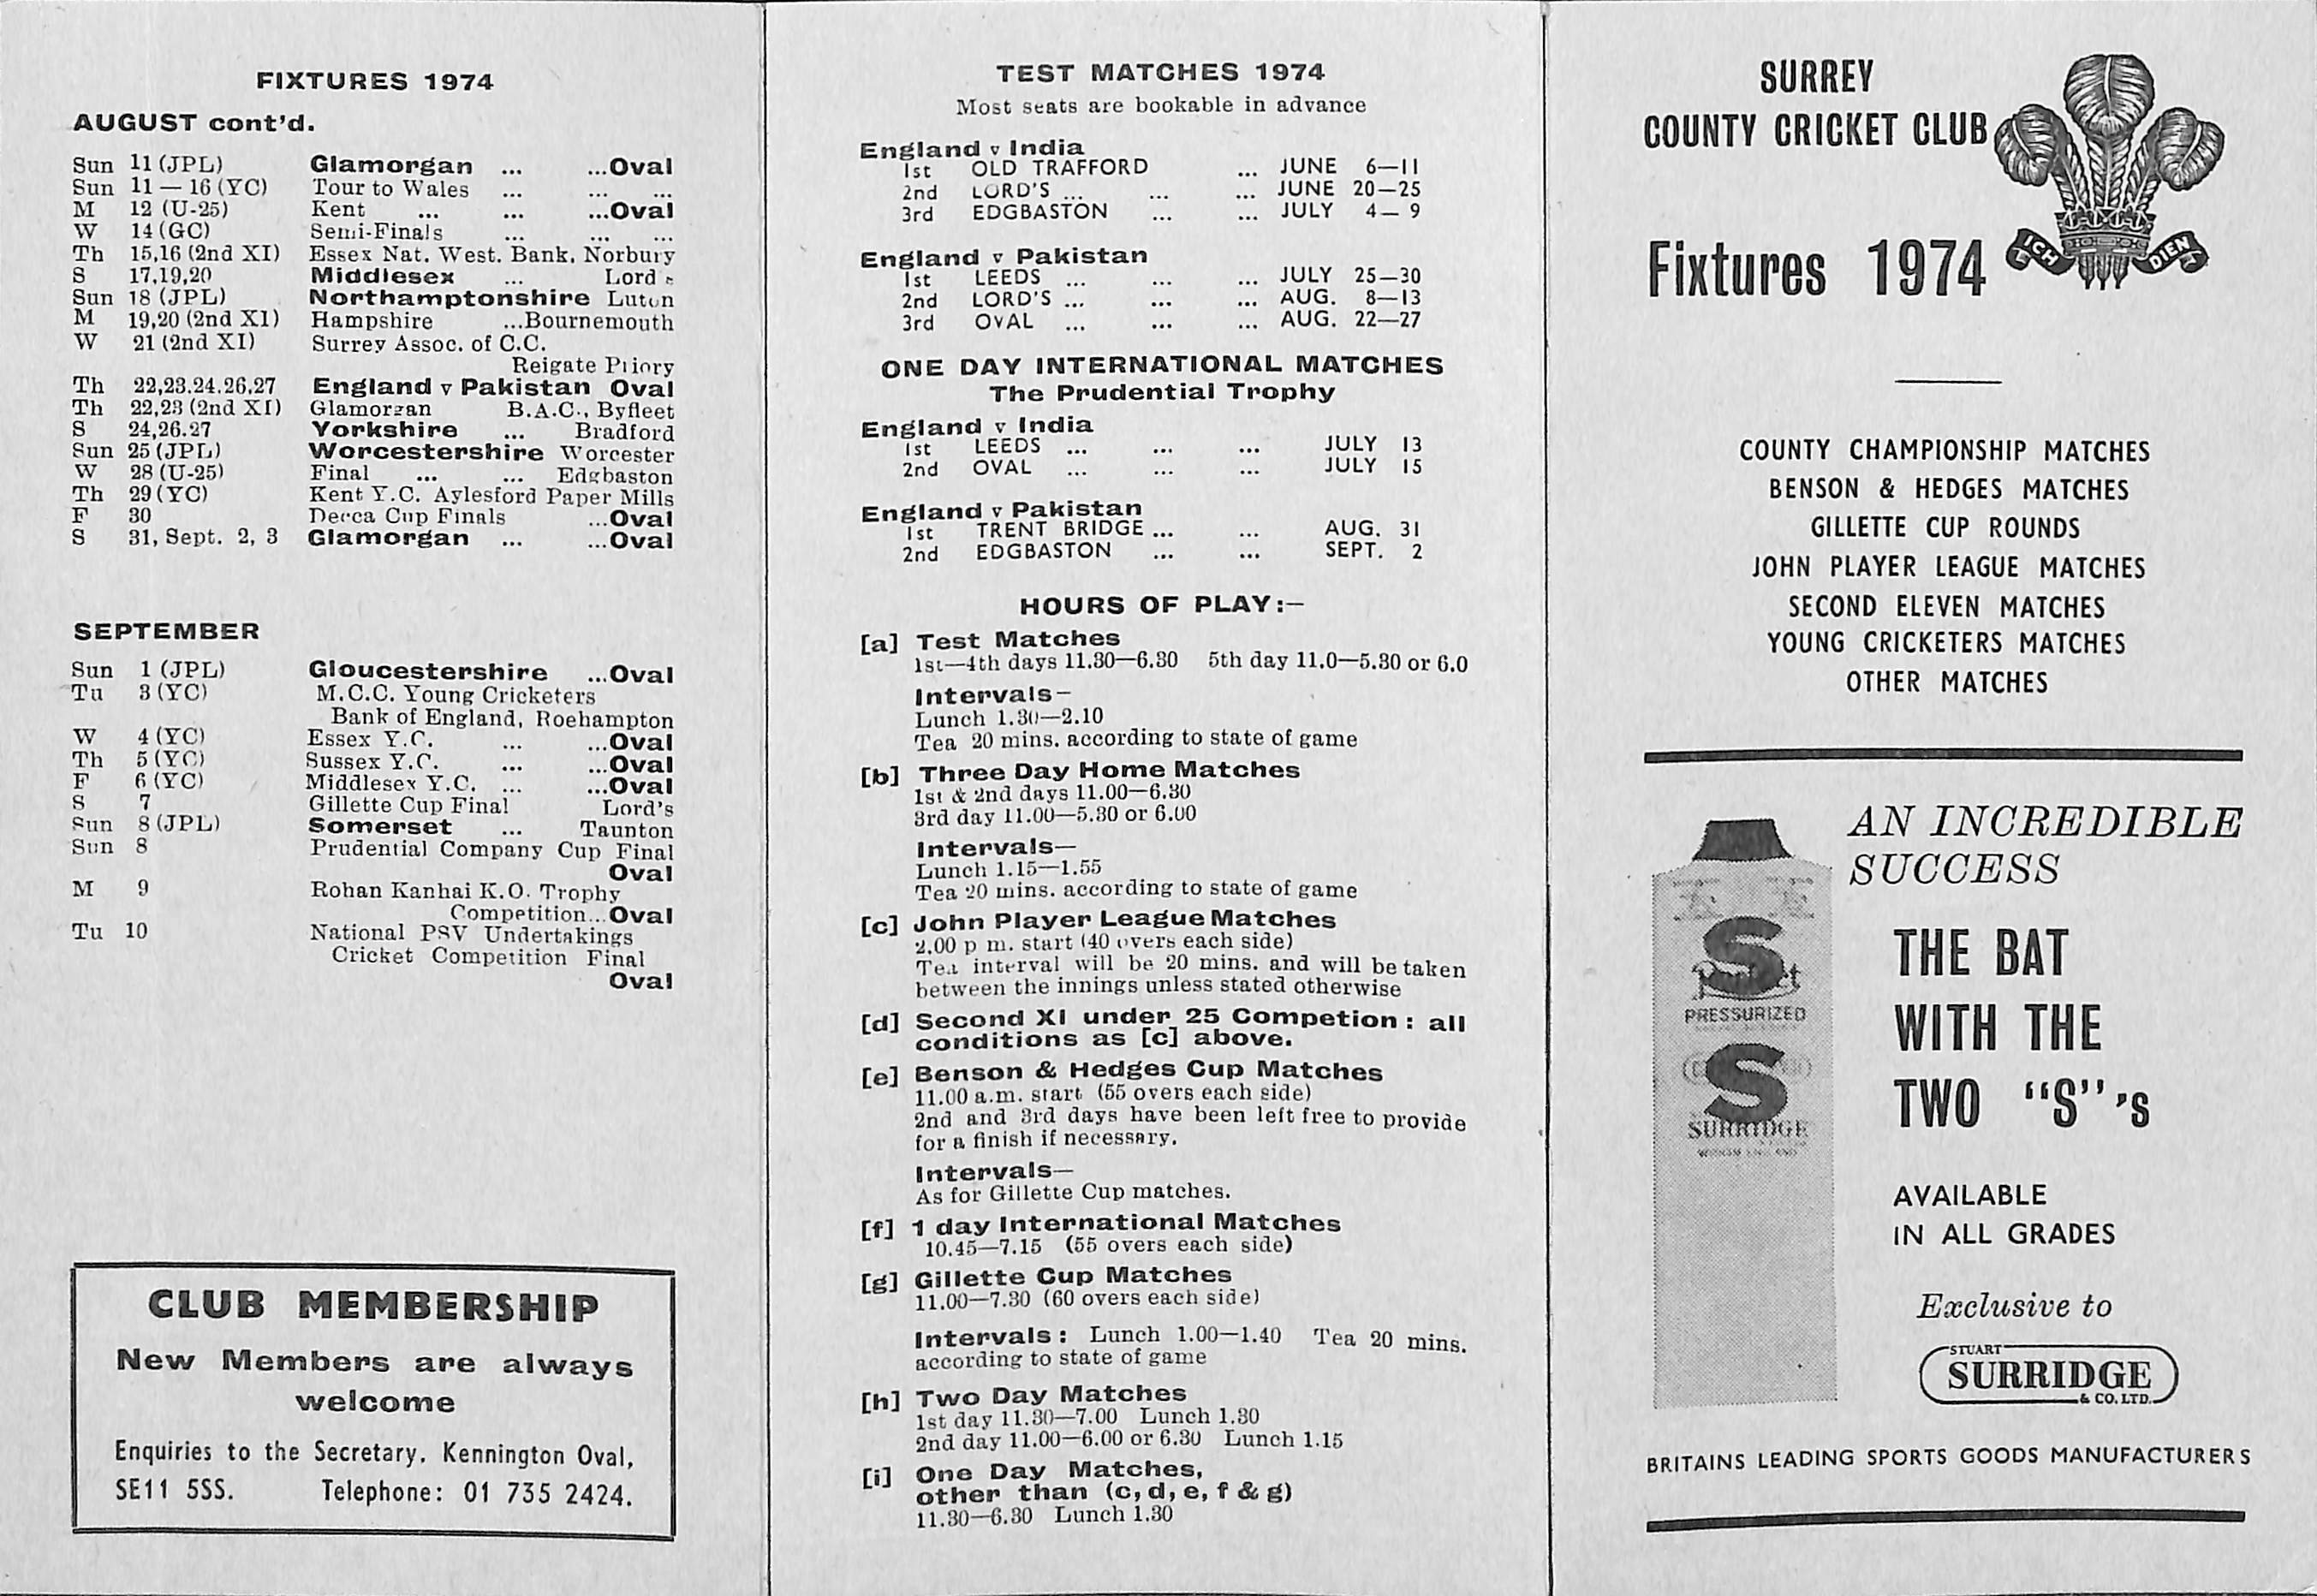 FIXTURES 1974
AUGUST cont'd.
Sun 11 (JPL) Glamorgan ... ...Oval
Sun 11 — 16 (YC) Tour to Wales ... ... ...
M 12 (U-25) Kent ... ... ...Oval
W 14 (GC) Semi-Finals ... ... ...
Th 15,16 (2nd XI) Essex Nat. West. Bank, Norbury
S 17,19,20 Middlesex ... Lord's
Sun 18 (JPL) Northamptonshire Luton
M 19,20 (2nd XI) Hampshire ...Bournemouth
W 21 (2nd XI) Surrey Assoc. of C.C.
Reigate Priory
Th 22,23.24.26,27 England v Pakistan Oval
Th 22,23 (2nd XI) Glamorgan B.A.C., Byfleet
S 24,26.27 Yorkshire ... Bradford
Sun 25 (JPL) Worcestershire Worcester
W 28 (U-25) Final ... ... Edgbaston
Th 29 (YC) Kent Y.C. Aylesford Paper Mills
F 30 Decca Cup Finals ...Oval
S 31, Sept. 2, 3 Glamorgan ... ...Oval
SEPTEMBER
Sun 1 (JPL) Gloucestershire ...Oval
Tu 3 (YC) M.C.C. Young Cricketers
Bank of England, Roehampton
W 4 (YC) Essex Y.C. ... ...Oval
Th 5 (YC) Sussex Y.C. ... ...Oval
F 6 (YC) Middlesex Y.C. ... ...Oval
S 7 Gillette Cup Final Lord's
Sun 8 (JPL) Somerset ... Taunton
Sun 8 Prudential Company Cup Final
Oval
M 9 Rohan Kanhai K.O. Trophy
Competition...Oval
Tu 10 National PSV Undertakings
Cricket Competition Final
Oval
CLUB MEMBERSHIP
New Members are always
welcome
Enquiries to the Secretary, Kennington Oval,
SE11 5SS. Telephone: 01 735 2424.
TEST MATCHES 1974
Most seats are bookable in advance
England v India
1st OLD TRAFFORD ... JUNE 6—11
2nd LORD'S ... ... ... JUNE 20—25
3rd EDGBASTON ... ... JULY 4— 9
England v Pakistan
1st LEEDS ... ... ... JULY 25—30
2nd LORD'S ... ... ... AUG. 8—13
3rd OVAL ... ... ... AUG. 22—27
ONE DAY INTERNATIONAL MATCHES
The Prudential Trophy
England v India
1st LEEDS ... ... ... JULY 13
2nd OVAL ... ... ... JULY 15
England v Pakistan
1st TRENT BRIDGE ... ... AUG. 31
2nd EDGBASTON ... ... SEPT. 2
HOURS OF PLAY:—
[a] Test Matches
1st—4th days 11.30—6.30 5th day 11.0—5.30 or 6.0
Intervals—
Lunch 1.30—2.10
Tea 20 mins. according to state of game
[b] Three Day Home Matches
1st & 2nd days 11.00—6.30
3rd day 11.00—5.30 or 6.00
Intervals—
Lunch 1.15—1.55
Tea 20 mins. according to state of game
[c] John Player League Matches
2.00 p m. start (40 overs each side)
Tea interval will be 20 mins. and will be taken
between the innings unless stated otherwise
[d] Second XI under 25 Competion : all
conditions as [c] above.
[e] Benson & Hedges Cup Matches
11.00 a.m. start (55 overs each side)
2nd and 3rd days have been left free to provide
for a finish if necessary.
Intervals—
As for Gillette Cup matches.
[f] 1 day International Matches
10.45—7.15 (55 overs each side)
[g] Gillette Cup Matches
11.00—7.30 (60 overs each side)
Intervals : Lunch 1.00—1.40 Tea 20 mins.
according to state of game
[h] Two Day Matches
1st day 11.30—7.00 Lunch 1.30
2nd day 11.00—6.00 or 6.30 Lunch 1.15
[i] One Day Matches,
other than (c, d, e, f & g)
11.30—6.30 Lunch 1.30
SURREY
COUNTY CRICKET CLUB
Fixtures 1974
ICH DIEN
COUNTY CHAMPIONSHIP MATCHES
BENSON & HEDGES MATCHES
GILLETTE CUP ROUNDS
JOHN PLAYER LEAGUE MATCHES
SECOND ELEVEN MATCHES
YOUNG CRICKETERS MATCHES
OTHER MATCHES
AN INCREDIBLE
SUCCESS
S
PRESSURIZED
S
SURRIDGE
THE BAT
WITH THE
TWO "S"'s
AVAILABLE
IN ALL GRADES
Exclusive to
STUART
SURRIDGE
& CO. LTD.
BRITAINS LEADING SPORTS GOODS MANUFACTURERS